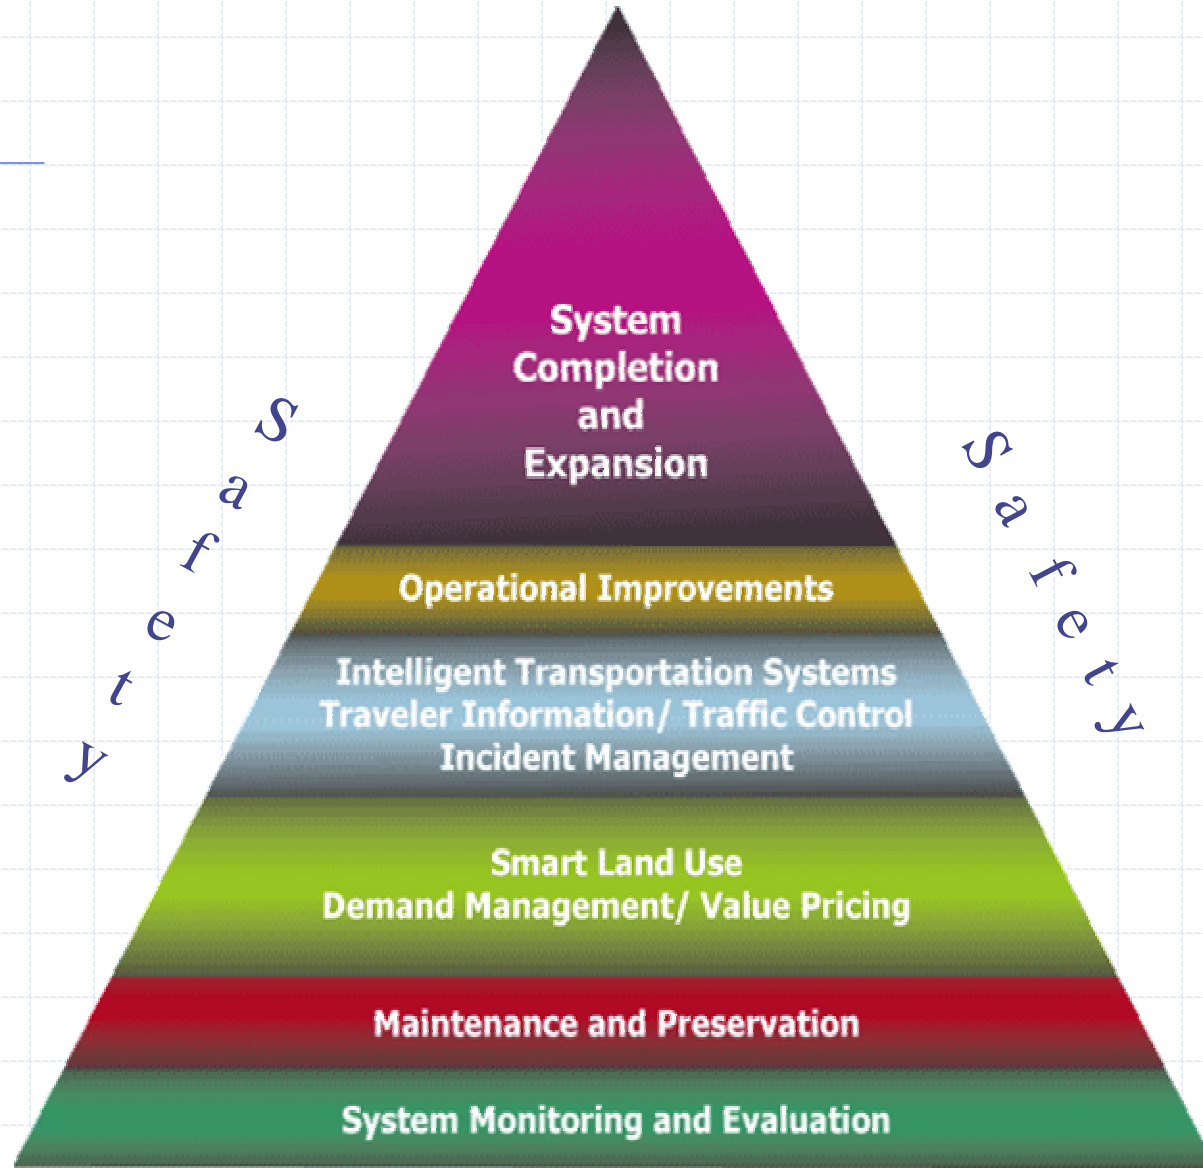 System
Completion
and
Expansion
Safety
Safety
Operational Improvements
Intelligent Transportation Systems
Traveler Information/ Traffic Control
Incident Management
Smart Land Use
Demand Management/ Value Pricing
Maintenance and Preservation
System Monitoring and Evaluation